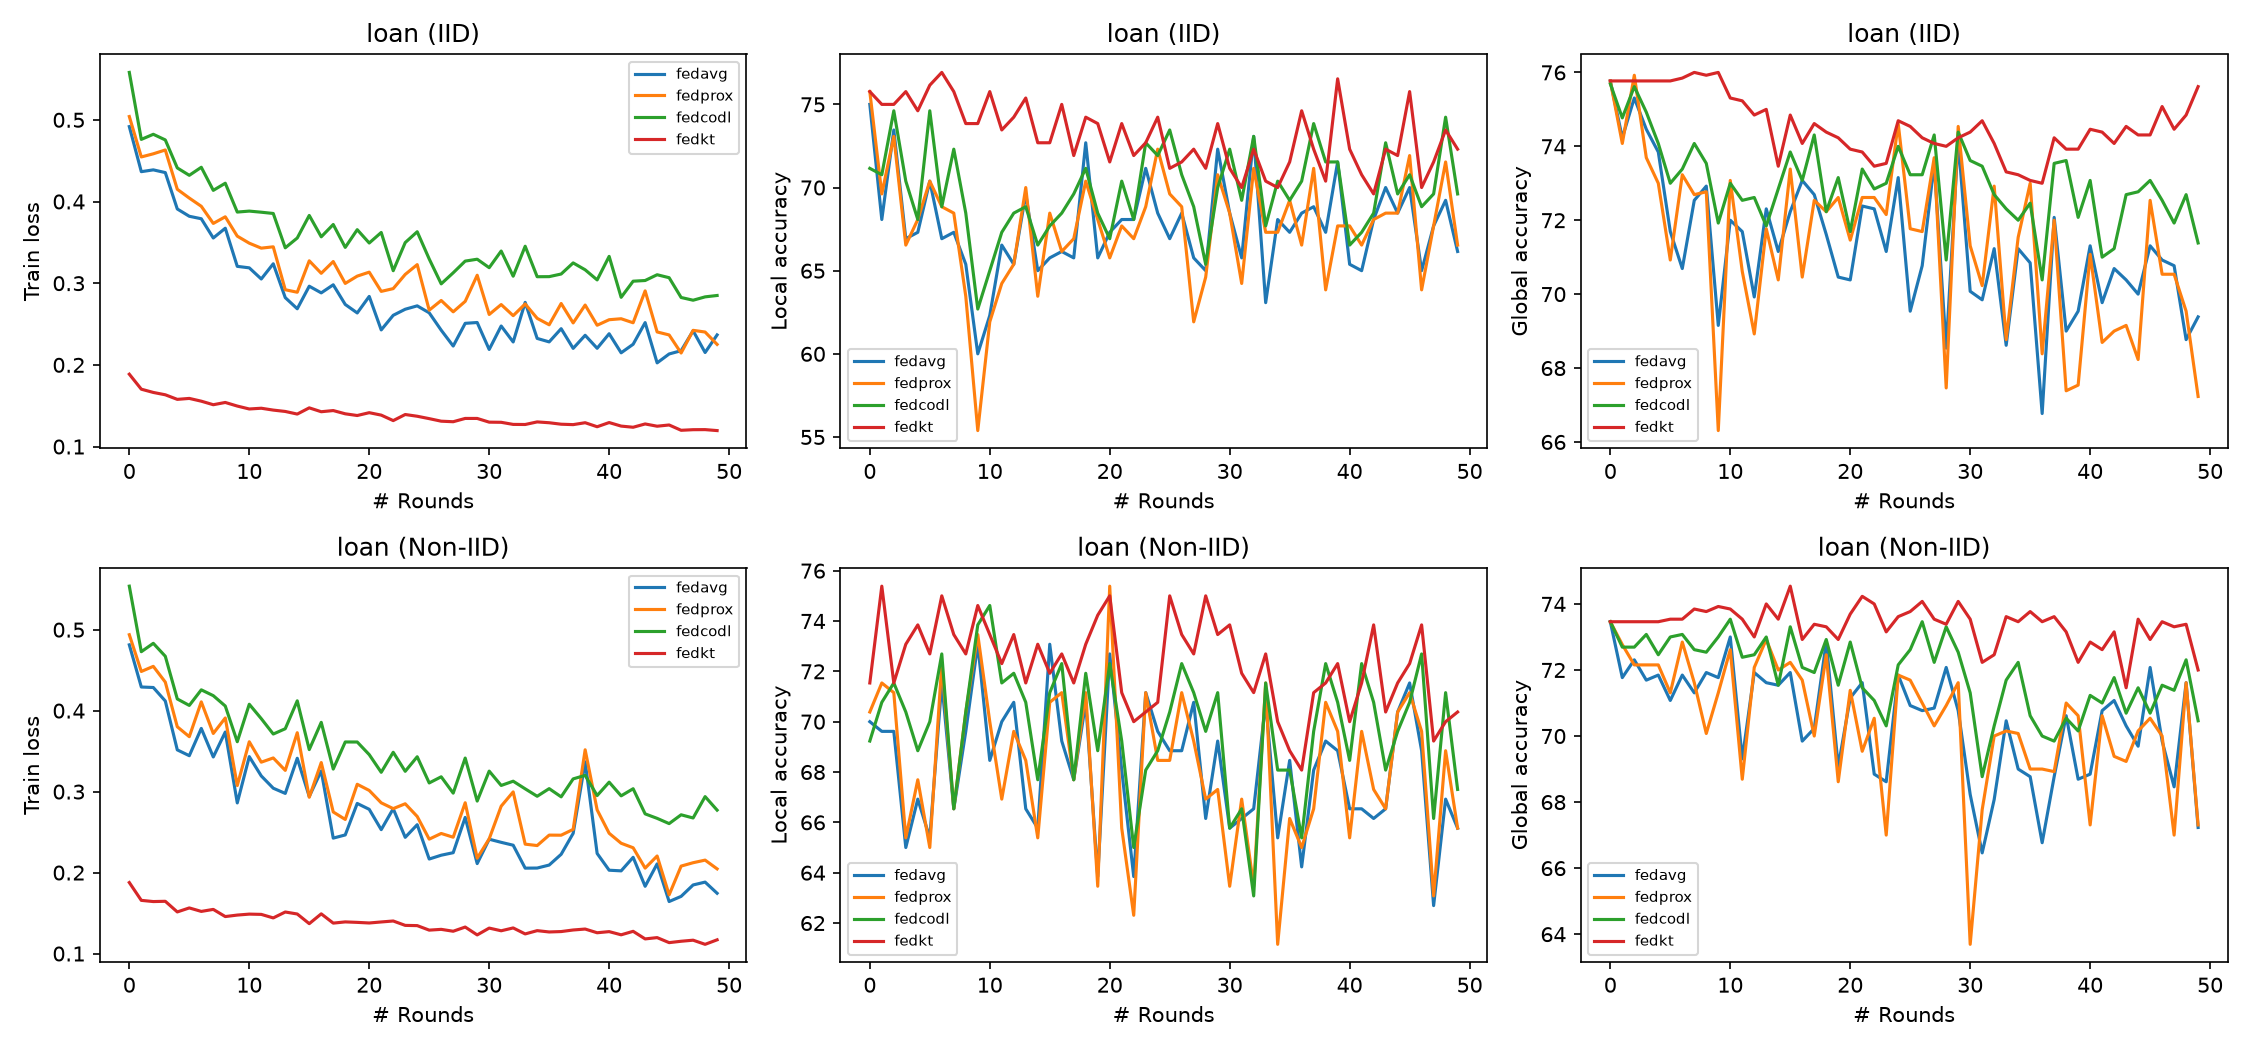 loan (IID)
Train loss
0.5
0.4
0.3
0.2
0.1
0 10 20 30 40 50
# Rounds
fedavg
fedprox
fedcodl
fedkt
loan (IID)
Local accuracy
75
70
65
60
55
0 10 20 30 40 50
# Rounds
fedavg
fedprox
fedcodl
fedkt
loan (IID)
Global accuracy
76
74
72
70
68
66
0 10 20 30 40 50
# Rounds
fedavg
fedprox
fedcodl
fedkt
loan (Non-IID)
Train loss
0.5
0.4
0.3
0.2
0.1
0 10 20 30 40 50
# Rounds
fedavg
fedprox
fedcodl
fedkt
loan (Non-IID)
Local accuracy
76
74
72
70
68
66
64
62
0 10 20 30 40 50
# Rounds
fedavg
fedprox
fedcodl
fedkt
loan (Non-IID)
Global accuracy
74
72
70
68
66
64
0 10 20 30 40 50
# Rounds
fedavg
fedprox
fedcodl
fedkt